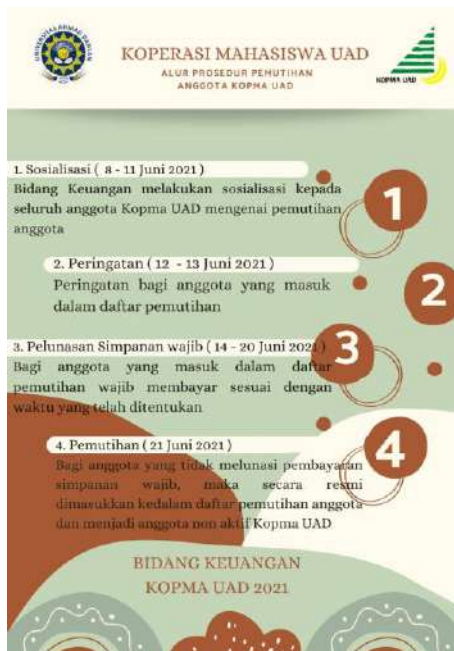 UNIVERSITAS AHMAD DAHLAN
KOPERASI MAHASISWA UAD
ALUR PROSEDUR PEMUTIHAN
ANGGOTA KOPMA UAD
KOPMA UAD
1. Sosialisasi ( 8 - 11 Juni 2021 )
Bidang Keuangan melakukan sosialisasi kepada
seluruh anggota Kopma UAD mengenai pemutihan
anggota
1
2. Peringatan ( 12 - 13 Juni 2021 )
Peringatan bagi anggota yang masuk
dalam daftar pemutihan
2
3. Pelunasan Simpanan wajib ( 14 - 20 Juni 2021 )
Bagi anggota yang masuk dalam daftar
pemutihan wajib membayar sesuai dengan
waktu yang telah ditentukan
3
4. Pemutihan ( 21 Juni 2021 )
Bagi anggota yang tidak melunasi pembayaran
simpanan wajib, maka secara resmi
dimasukkan kedalam daftar pemutihan anggota
dan menjadi anggota non aktif Kopma UAD
4
BIDANG KEUANGAN
KOPMA UAD 2021